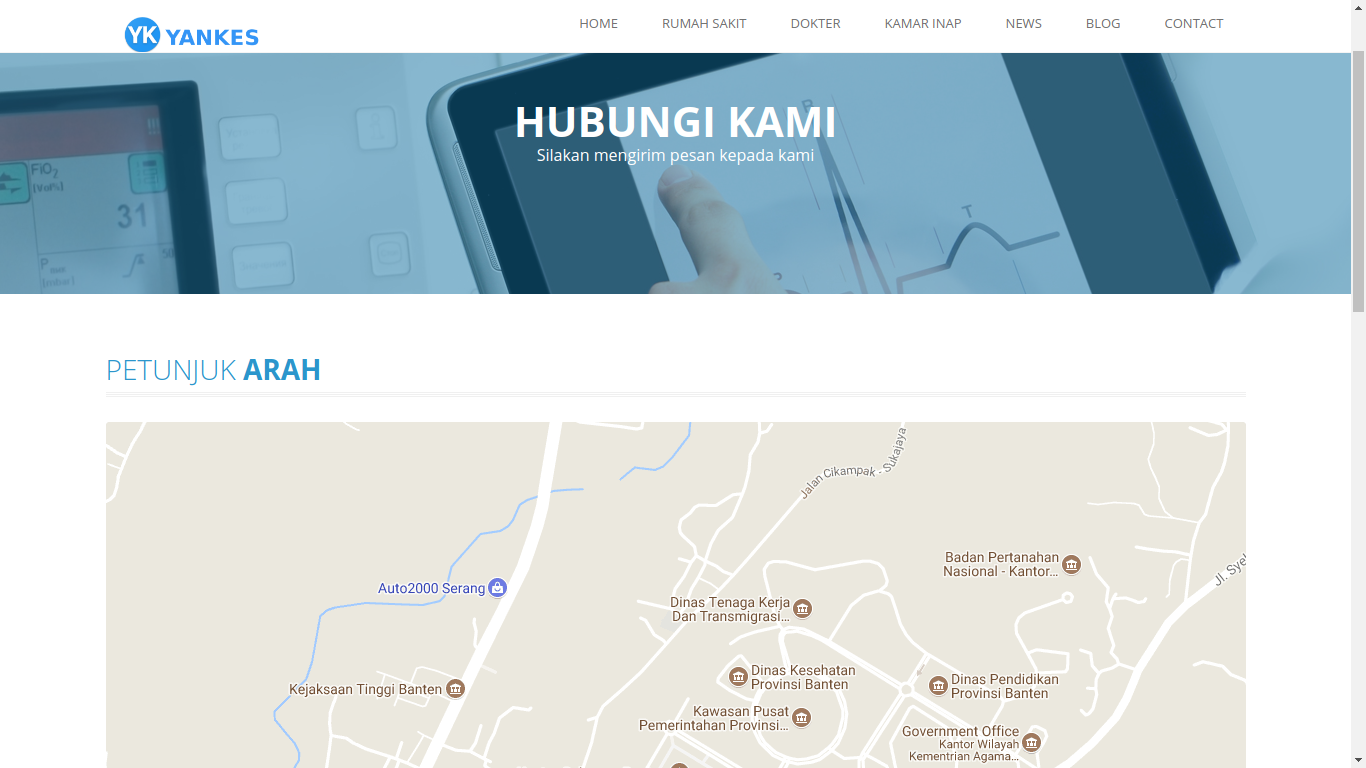 YK YANKES
HOME RUMAH SAKIT DOKTER KAMAR INAP NEWS BLOG CONTACT
HUBUNGI KAMI
Silakan mengirim pesan kepada kami
FiO2
(Vol%)
31
P
50
(mbar)
R
T
PETUNJUK ARAH
Jalan Cikampak - Sukajaya
Badan Pertanahan
Nasional - Kantor...
Jl. Sye
Auto2000 Serang
Dinas Tenaga Kerja
Dan Transmigrasi...
Dinas Kesehatan
Provinsi Banten
Dinas Pendidikan
Provinsi Banten
Kejaksaan Tinggi Banten
Kawasan Pusat
Pemerintahan Provinsi...
Government Office
Kantor Wilayah
Kementrian Agama...